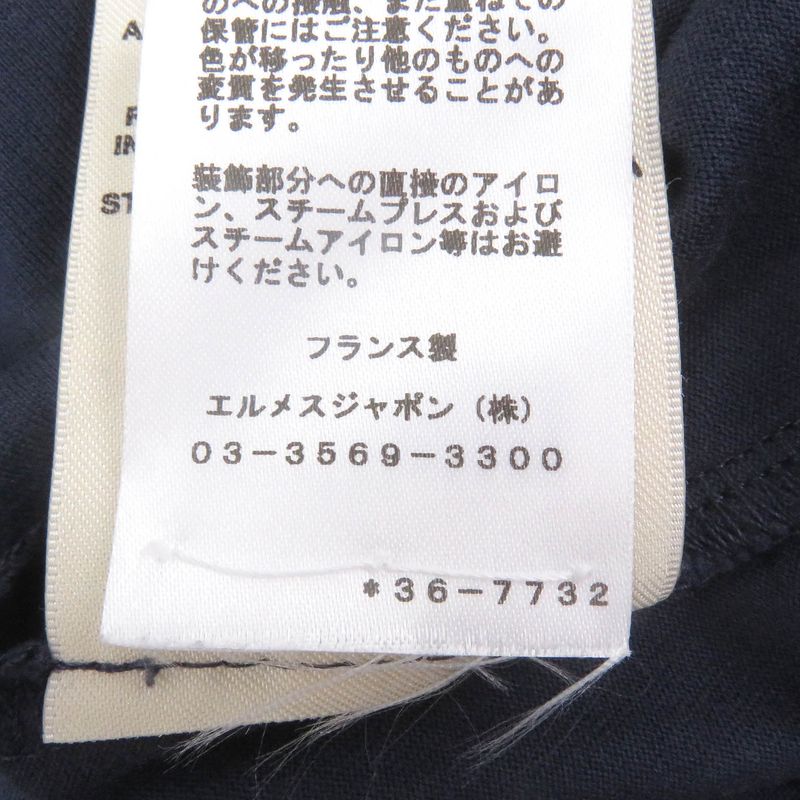 のへの接触、また重ねての
保管にはご注意ください。
色が移ったり他のものへの
変質を発生させることがあ
ります。
装飾部分への直接のアイロ
ン、スチームプレスおよび
スチームアイロン等はお避
けください。
フランス製
エルメスジャポン（株）
03-3569-3300
*36-7732